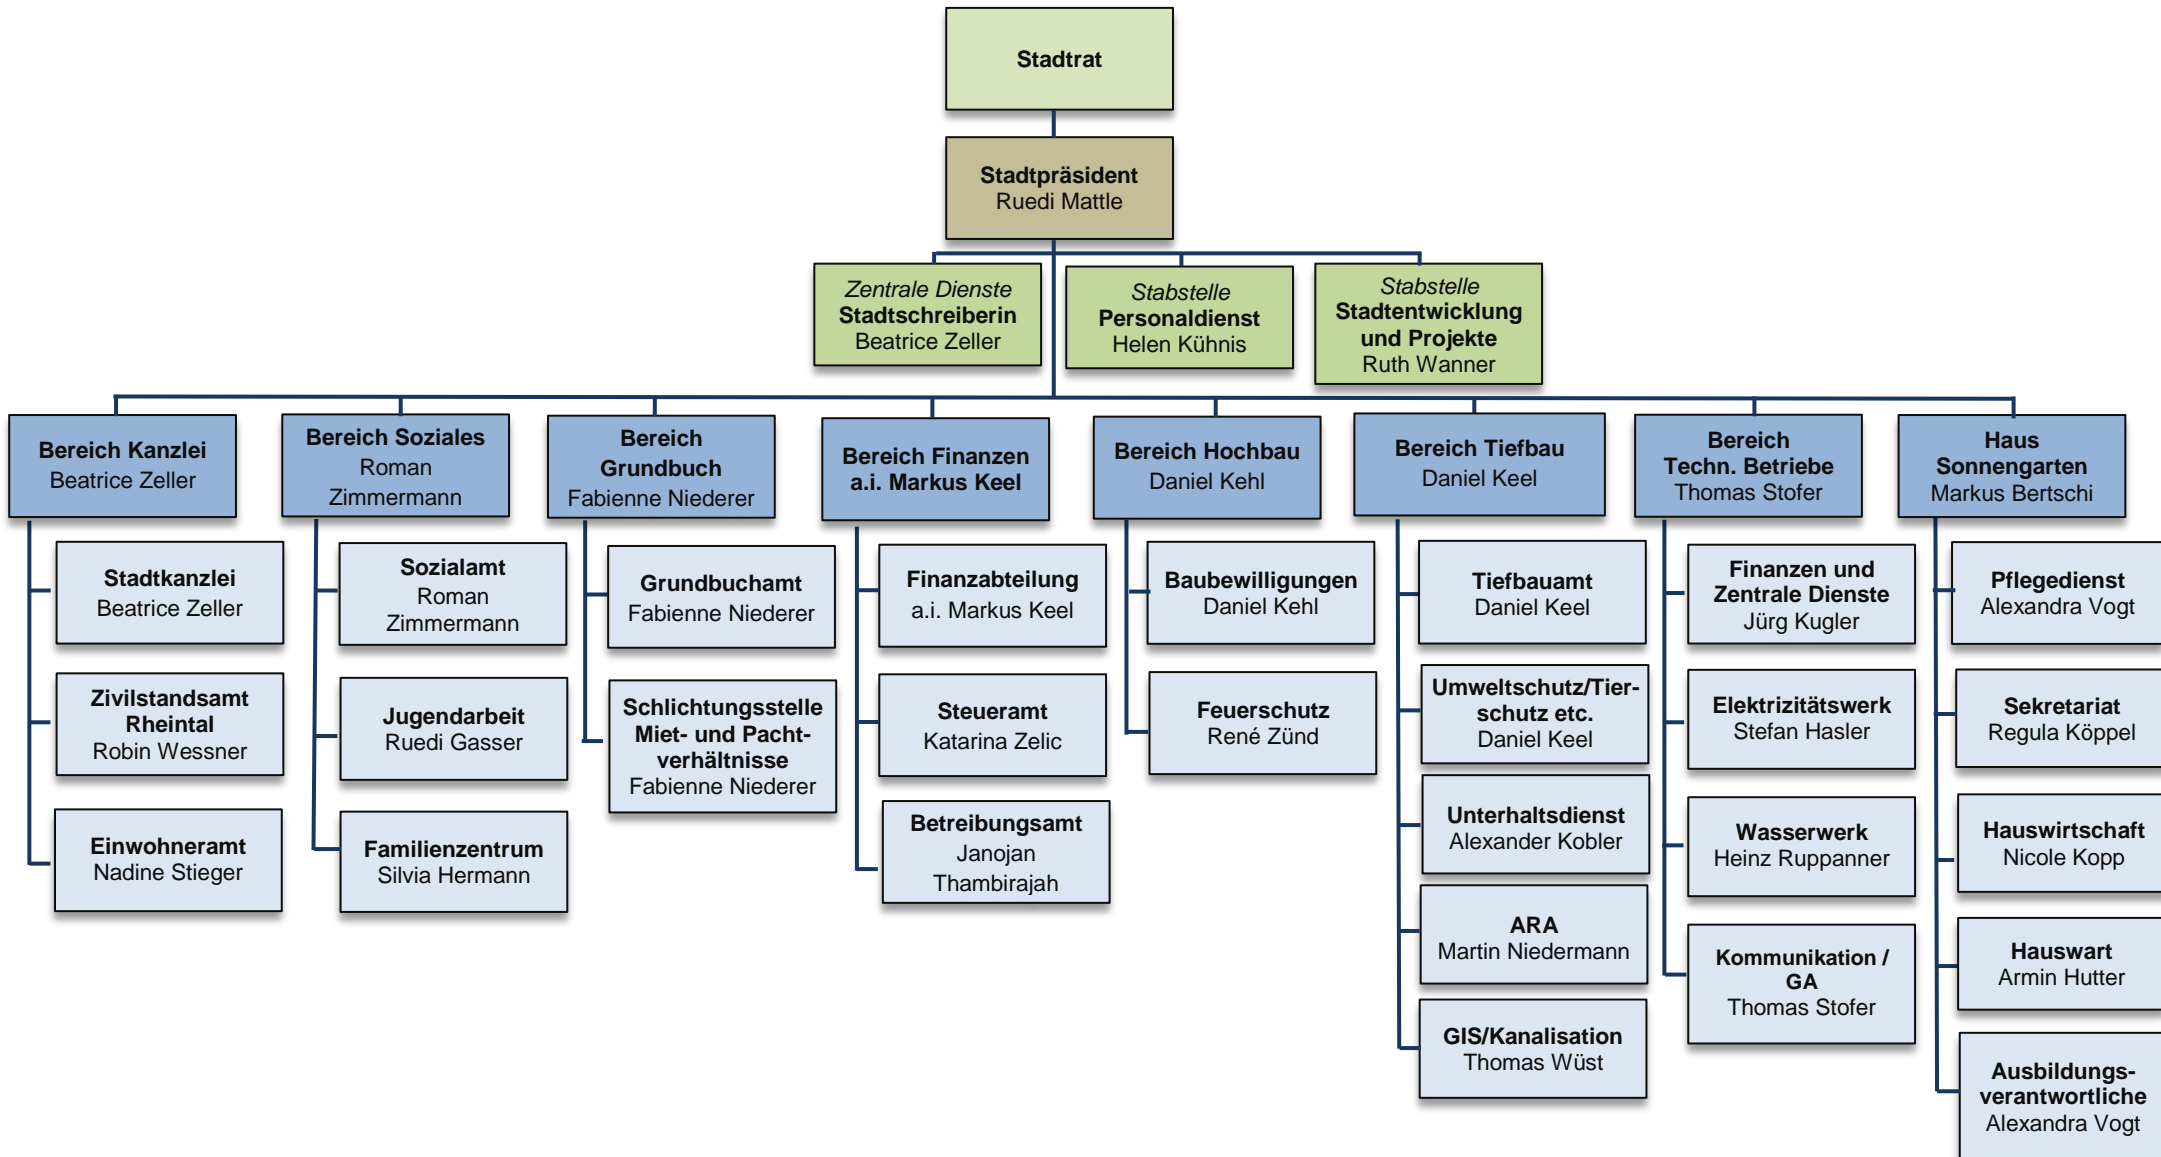 Stadtrat
Stadtpräsident
Ruedi Mattle
Zentrale Dienste
Stadtschreiberin
Beatrice Zeller
Stabstelle
Personaldienst
Helen Kühnis
Stabstelle
Stadtentwicklung
und Projekte
Ruth Wanner
Bereich Kanzlei
Beatrice Zeller
Bereich Soziales
Roman
Zimmermann
Bereich
Grundbuch
Fabienne Niederer
Bereich Finanzen
a.i. Markus Keel
Bereich Hochbau
Daniel Kehl
Bereich Tiefbau
Daniel Keel
Bereich
Techn. Betriebe
Thomas Stofer
Haus
Sonnengarten
Markus Bertschi
Stadtkanzlei
Beatrice Zeller
Zivilstandsamt
Rheintal
Robin Wessner
Einwohneramt
Nadine Stieger
Sozialamt
Roman
Zimmermann
Jugendarbeit
Ruedi Gasser
Familienzentrum
Silvia Hermann
Grundbuchamt
Fabienne Niederer
Schlichtungsstelle
Miet- und Pacht-
verhältnisse
Fabienne Niederer
Finanzabteilung
a.i. Markus Keel
Steueramt
Katarina Zelic
Betreibungsamt
Janojan
Thambirajah
Baubewilligungen
Daniel Kehl
Feuerschutz
René Zünd
Tiefbauamt
Daniel Keel
Umweltschutz/Tier-
schutz etc.
Daniel Keel
Unterhaltsdienst
Alexander Kobler
ARA
Martin Niedermann
GIS/Kanalisation
Thomas Wüst
Finanzen und
Zentrale Dienste
Jürg Kugler
Elektrizitätswerk
Stefan Hasler
Wasserwerk
Heinz Ruppanner
Kommunikation /
GA
Thomas Stofer
Pflegedienst
Alexandra Vogt
Sekretariat
Regula Köppel
Hauswirtschaft
Nicole Kopp
Hauswart
Armin Hutter
Ausbildungs-
verantwortliche
Alexandra Vogt